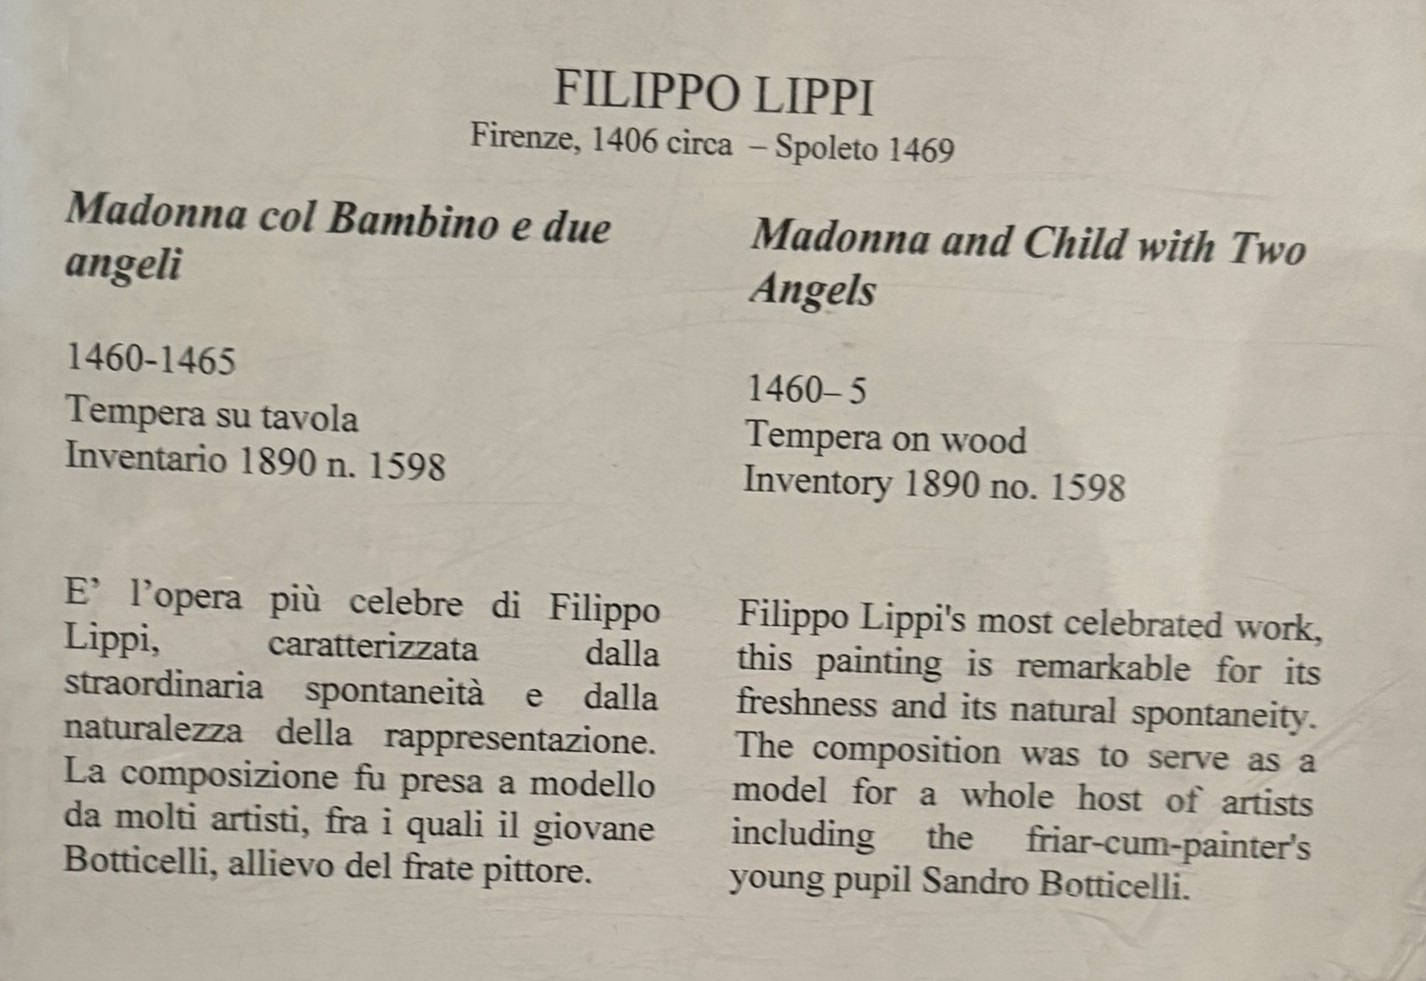 FILIPPO LIPPI
Firenze, 1406 circa – Spoleto 1469
Madonna col Bambino e due
angeli
1460-1465
Tempera su tavola
Inventario 1890 n. 1598
E’ l’opera più celebre di Filippo
Lippi, caratterizzata dalla
straordinaria spontaneità e dalla
naturalezza della rappresentazione.
La composizione fu presa a modello
da molti artisti, fra i quali il giovane
Botticelli, allievo del frate pittore.
Madonna and Child with Two
Angels
1460– 5
Tempera on wood
Inventory 1890 no. 1598
Filippo Lippi's most celebrated work,
this painting is remarkable for its
freshness and its natural spontaneity.
The composition was to serve as a
model for a whole host of artists
including the friar-cum-painter's
young pupil Sandro Botticelli.